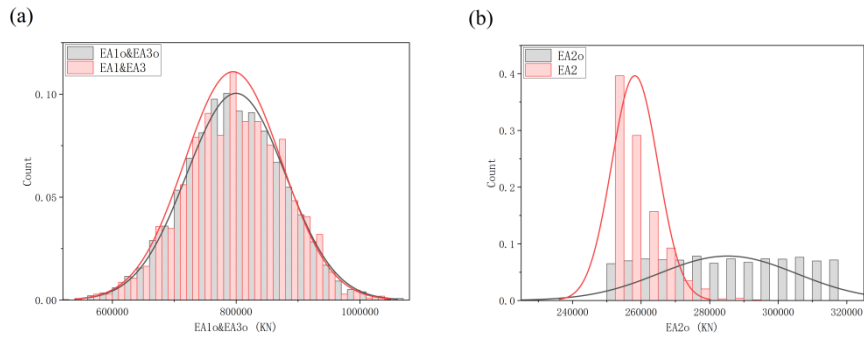 (a)
(b)
EA1o&EA3o
EA1&EA3
EA2o
EA2
0.10
0.05
0.00
Count
600000
800000
1000000
EA1o&EA3o (KN)
0.4
0.3
0.2
0.1
0.0
Count
240000
260000
280000
300000
320000
EA2o (KN)